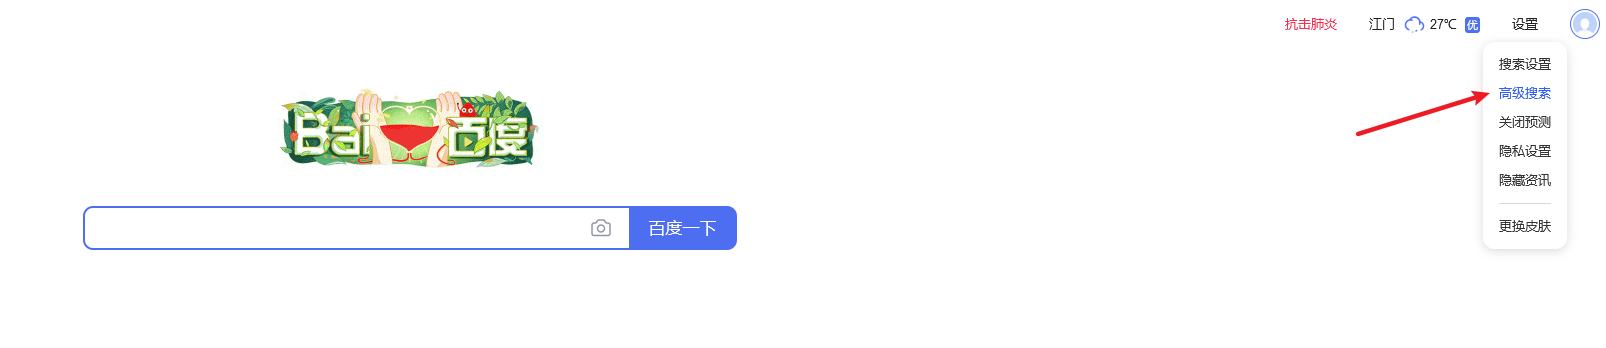 抗击肺炎 江门 27℃ 优 设置
搜索设置
高级搜索
关闭预测
隐私设置
隐藏资讯
更换皮肤
Bai 百度
百度一下